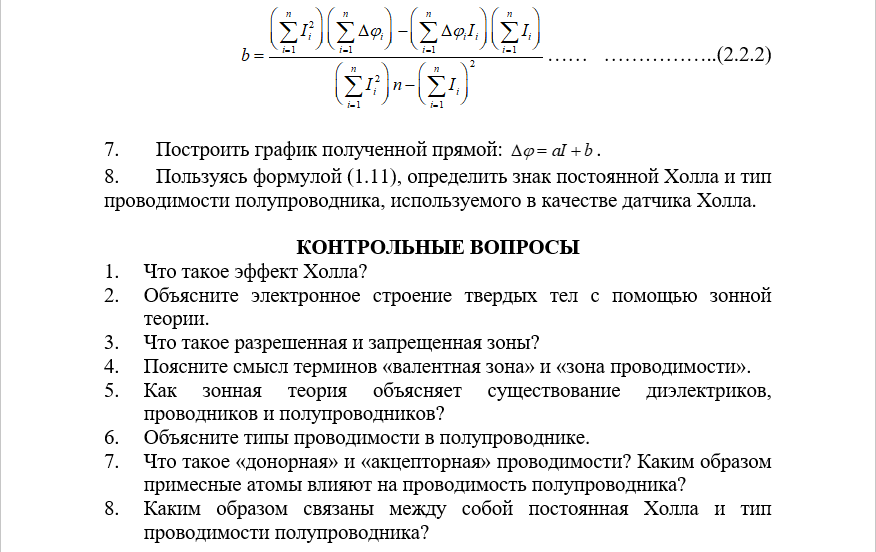 b = \frac{\left(\sum_{i=1}^{n} I_i^2\right)\left(\sum_{i=1}^{n} \Delta\varphi_i\right) - \left(\sum_{i=1}^{n} \Delta\varphi_i I_i\right)\left(\sum_{i=1}^{n} I_i\right)}{\left(\sum_{i=1}^{n} I_i^2\right) n - \left(\sum_{i=1}^{n} I_i\right)^2} …… ……………..(2.2.2)
7. Построить график полученной прямой: Δφ = aI + b .
8. Пользуясь формулой (1.11), определить знак постоянной Холла и тип
проводимости полупроводника, используемого в качестве датчика Холла.
КОНТРОЛЬНЫЕ ВОПРОСЫ
1. Что такое эффект Холла?
2. Объясните электронное строение твердых тел с помощью зонной
теории.
3. Что такое разрешенная и запрещенная зоны?
4. Поясните смысл терминов «валентная зона» и «зона проводимости».
5. Как зонная теория объясняет существование диэлектриков,
проводников и полупроводников?
6. Объясните типы проводимости в полупроводнике.
7. Что такое «донорная» и «акцепторная» проводимости? Каким образом
примесные атомы влияют на проводимость полупроводника?
8. Каким образом связаны между собой постоянная Холла и тип
проводимости полупроводника?